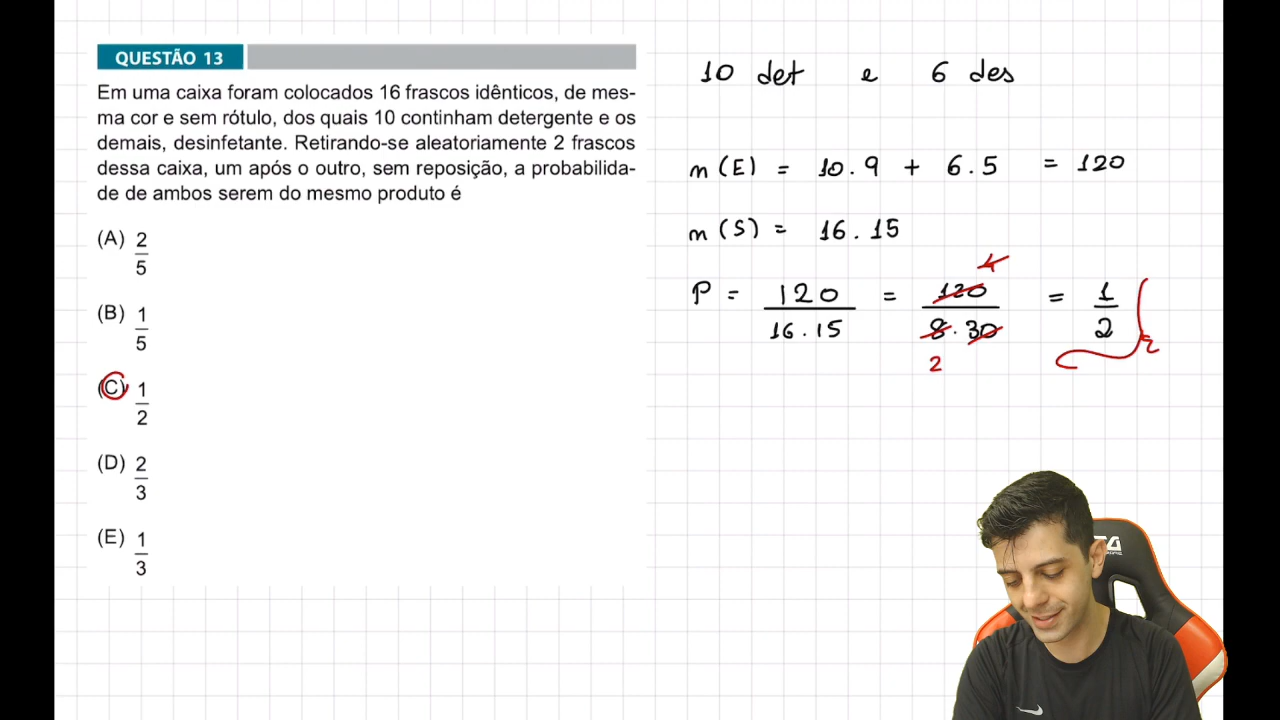 QUESTÃO 13
Em uma caixa foram colocados 16 frascos idênticos, de mes-
ma cor e sem rótulo, dos quais 10 continham detergente e os
demais, desinfetante. Retirando-se aleatoriamente 2 frascos
dessa caixa, um após o outro, sem reposição, a probabilida-
de de ambos serem do mesmo produto é
(A) 2/5
(B) 1/5
(C) 1/2
(D) 2/3
(E) 1/3
10 det e 6 des
n(E) = 10.9 + 6.5 = 120
n(S) = 16.15
4
P = 120/16.15 = 120/8.30 = 1/2
2